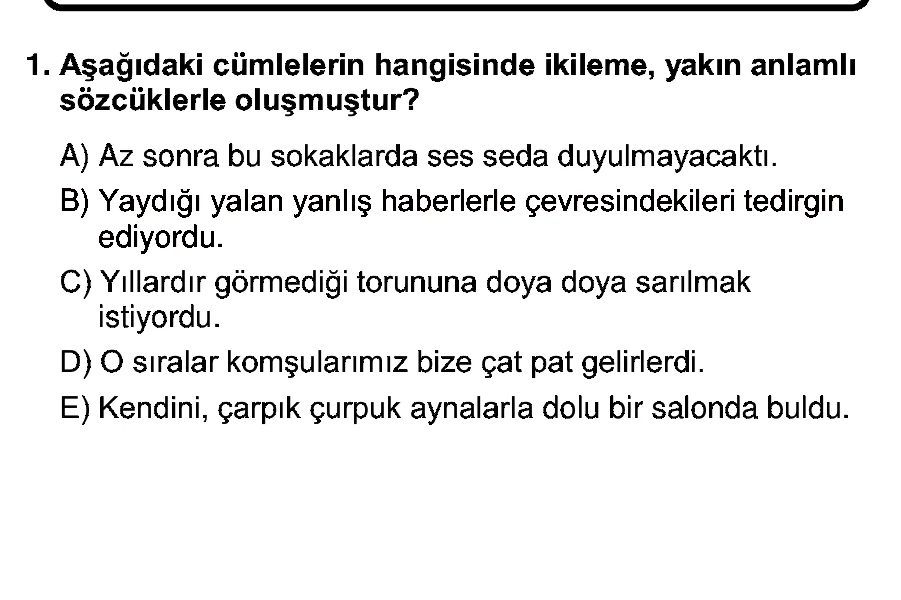 1. Aşağıdaki cümlelerin hangisinde ikileme, yakın anlamlı
sözcüklerle oluşmuştur?
A) Az sonra bu sokaklarda ses seda duyulmayacaktı.
B) Yaydığı yalan yanlış haberlerle çevresindekileri tedirgin
ediyordu.
C) Yıllardır görmediği torununa doya doya sarılmak
istiyordu.
D) O sıralar komşularımız bize çat pat gelirlerdi.
E) Kendini, çarpık çurpuk aynalarla dolu bir salonda buldu.